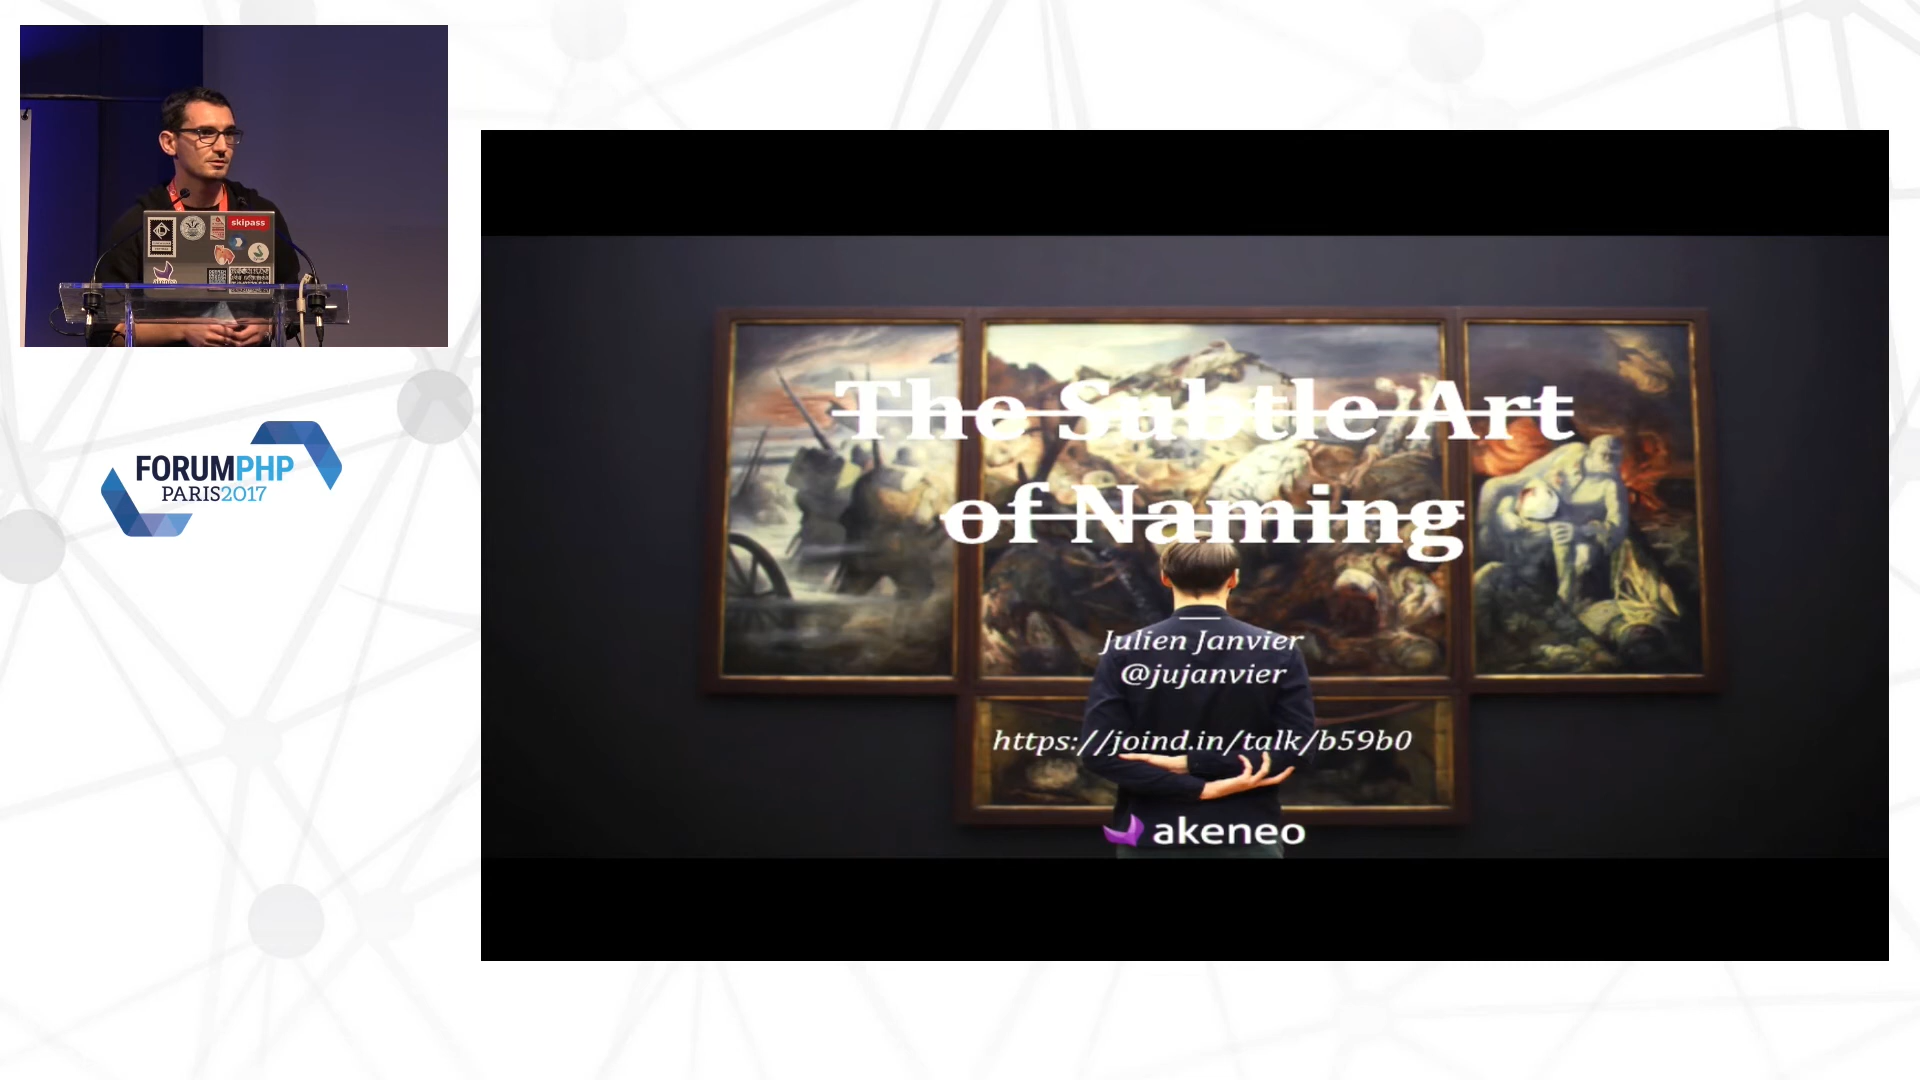 skipass
FORUMPHP
PARIS2017
The Subtle Art
of Naming
Julien Janvier
@jujanvier
https://joind.in/talk/b59b0
akeneo